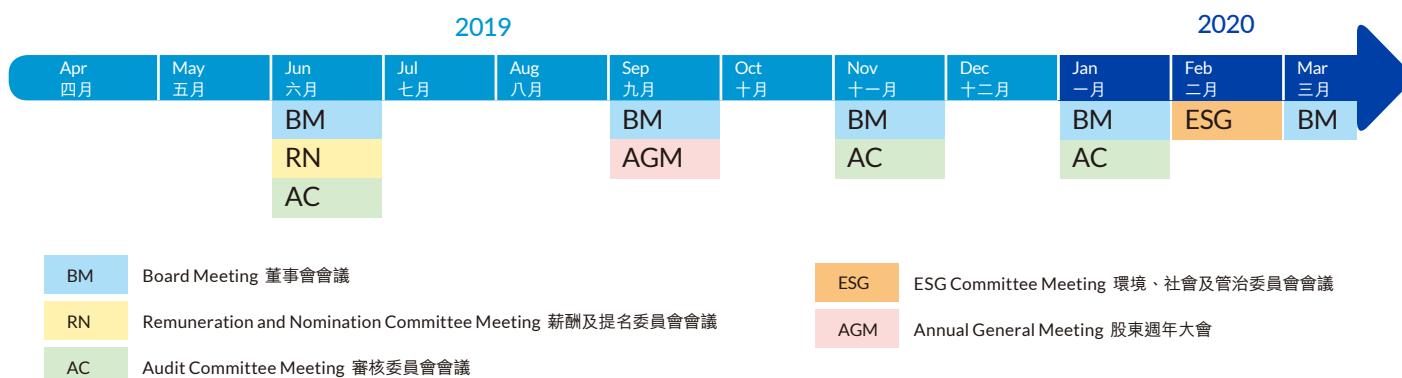 2019
2020
Apr May Jun Jul Aug Sep Oct Nov Dec Jan Feb Mar
四月 五月 六月 七月 八月 九月 十月 十一月 十二月 一月 二月 三月
BM BM BM BM ESG BM
RN AGM AC AC
AC
BM Board Meeting 董事會會議
RN Remuneration and Nomination Committee Meeting 薪酬及提名委員會會議
AC Audit Committee Meeting 審核委員會會議
ESG ESG Committee Meeting 環境、社會及管治委員會會議
AGM Annual General Meeting 股東週年大會